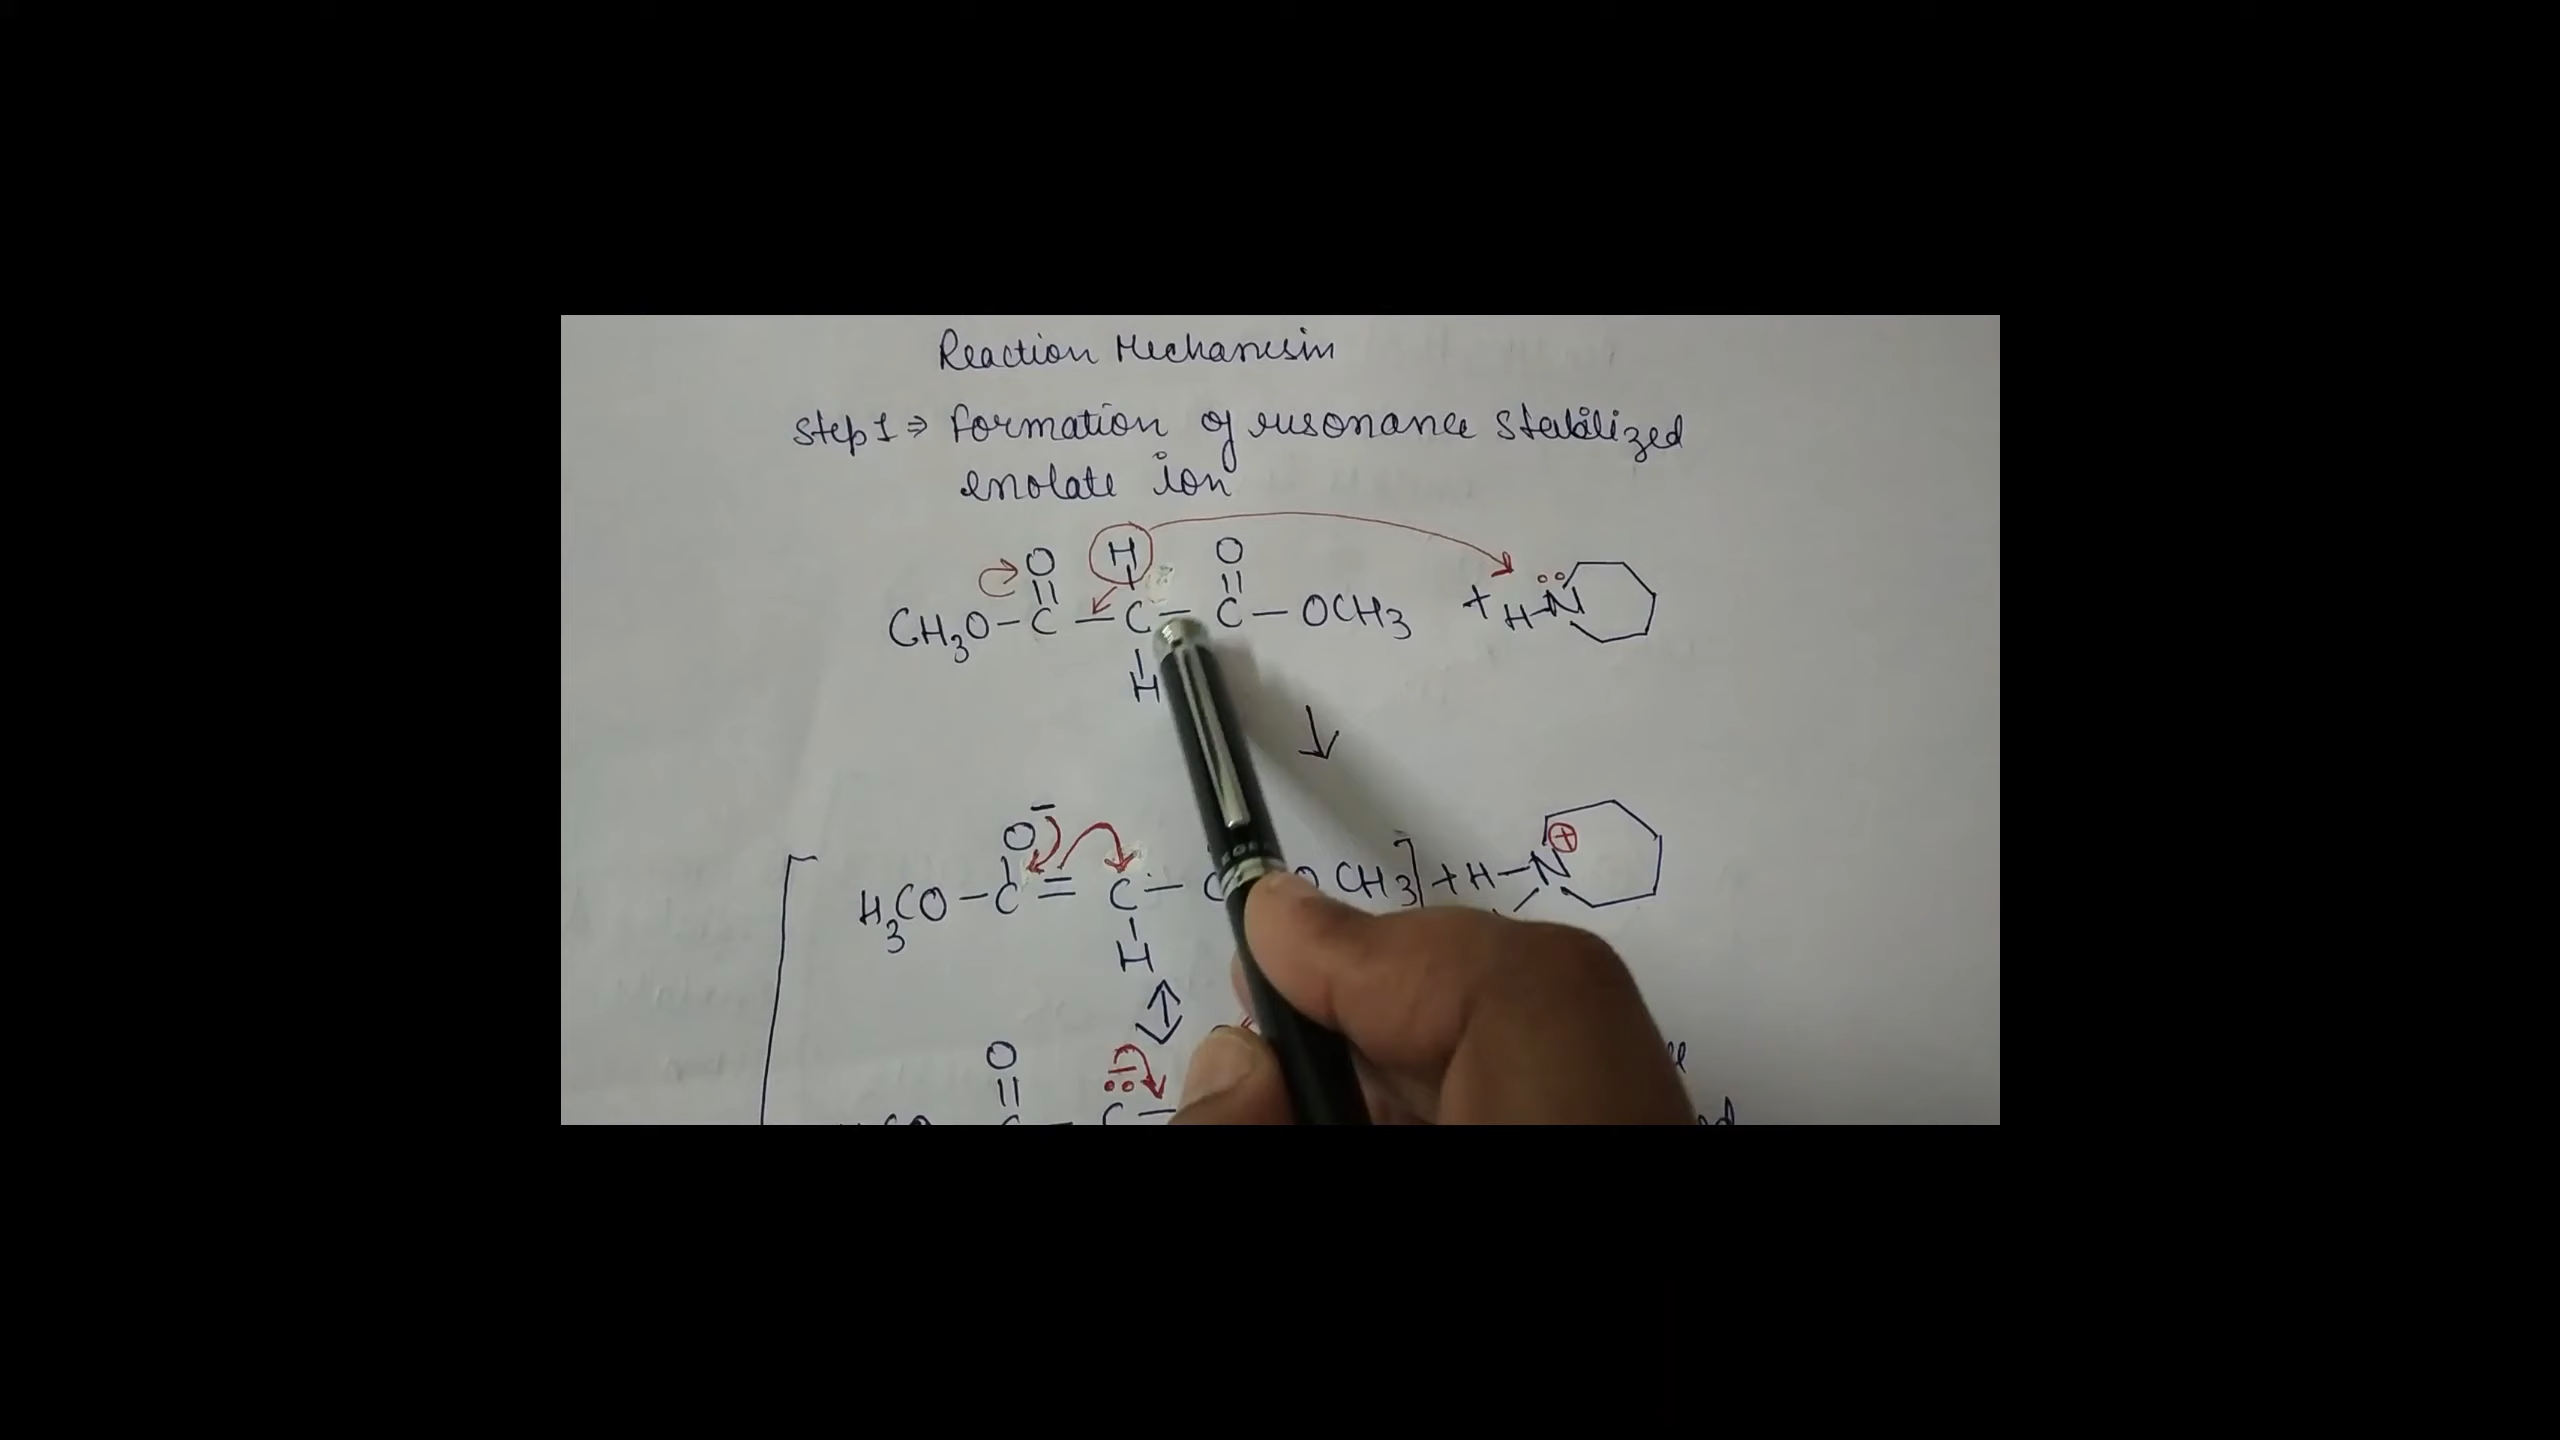 Reaction Mechanism
Step 1 ⇒ formation of resonance stabilized
enolate ion
O H O
CH3O–C–C–C–OCH3 + H–N
H
O⁻
H3CO–C=C–C OCH3] + H–N ⊕
H
O
C C